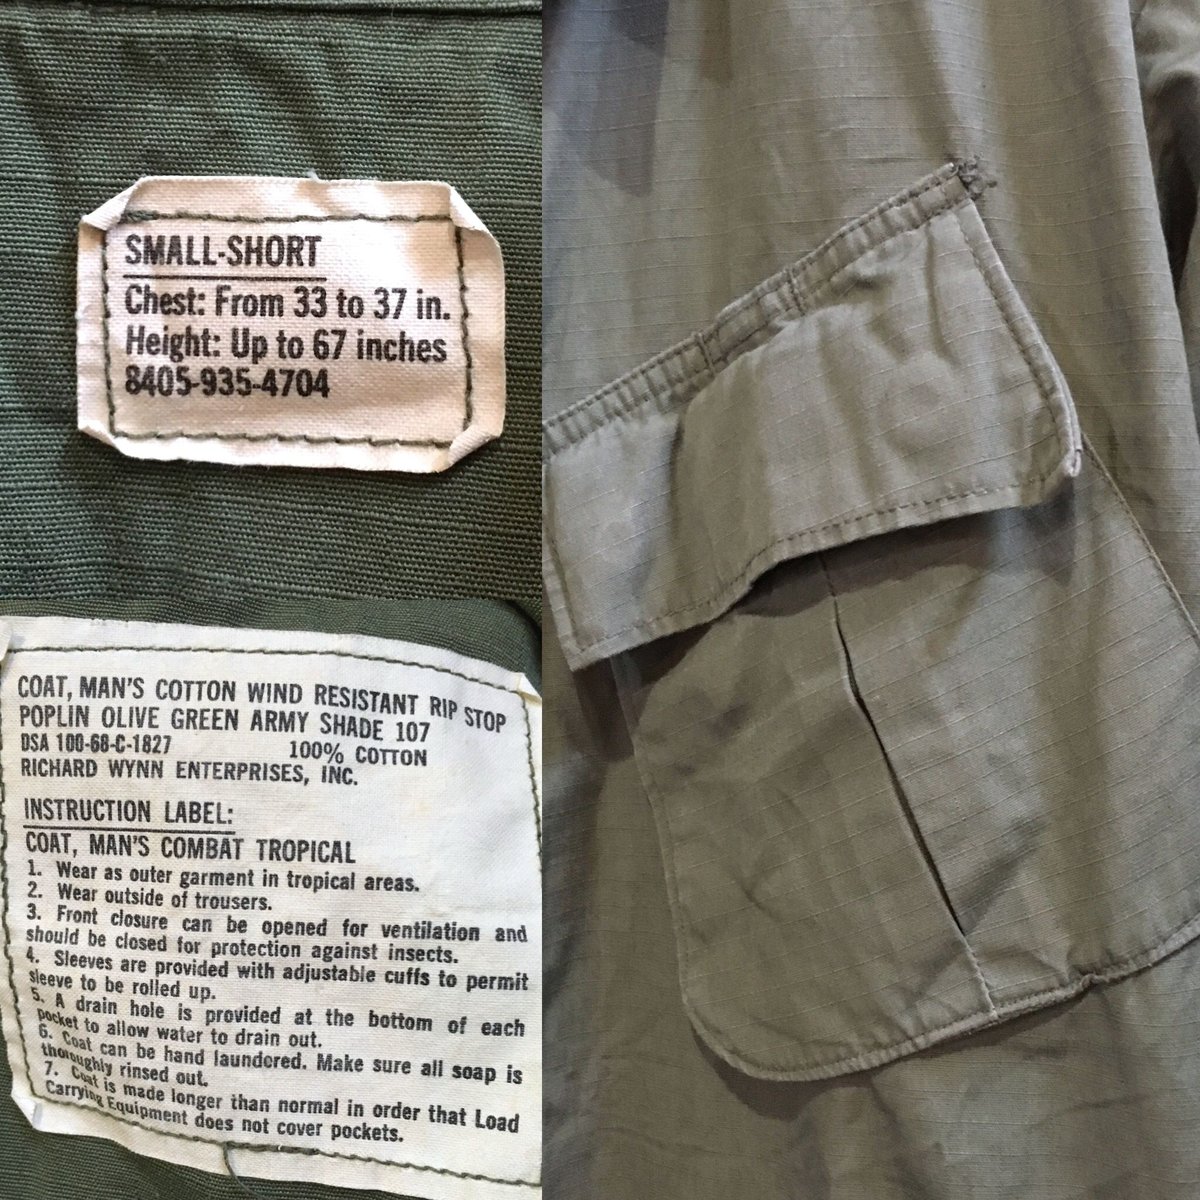 SMALL-SHORT
Chest: From 33 to 37 in.
Height: Up to 67 inches
8405-935-4704
COAT, MAN'S COTTON WIND RESISTANT RIP STOP
POPLIN OLIVE GREEN ARMY SHADE 107
DSA 100-68-C-1827 100% COTTON
RICHARD WYNN ENTERPRISES, INC.
INSTRUCTION LABEL:
COAT, MAN'S COMBAT TROPICAL
1. Wear as outer garment in tropical areas.
2. Wear outside of trousers.
3. Front closure can be opened for ventilation and
should be closed for protection against insects.
4. Sleeves are provided with adjustable cuffs to permit
sleeve to be rolled up.
5. A drain hole is provided at the bottom of each
pocket to allow water to drain out.
6. Coat can be hand laundered. Make sure all soap is
thoroughly rinsed out.
7. Coat is made longer than normal in order that Load
Carrying Equipment does not cover pockets.